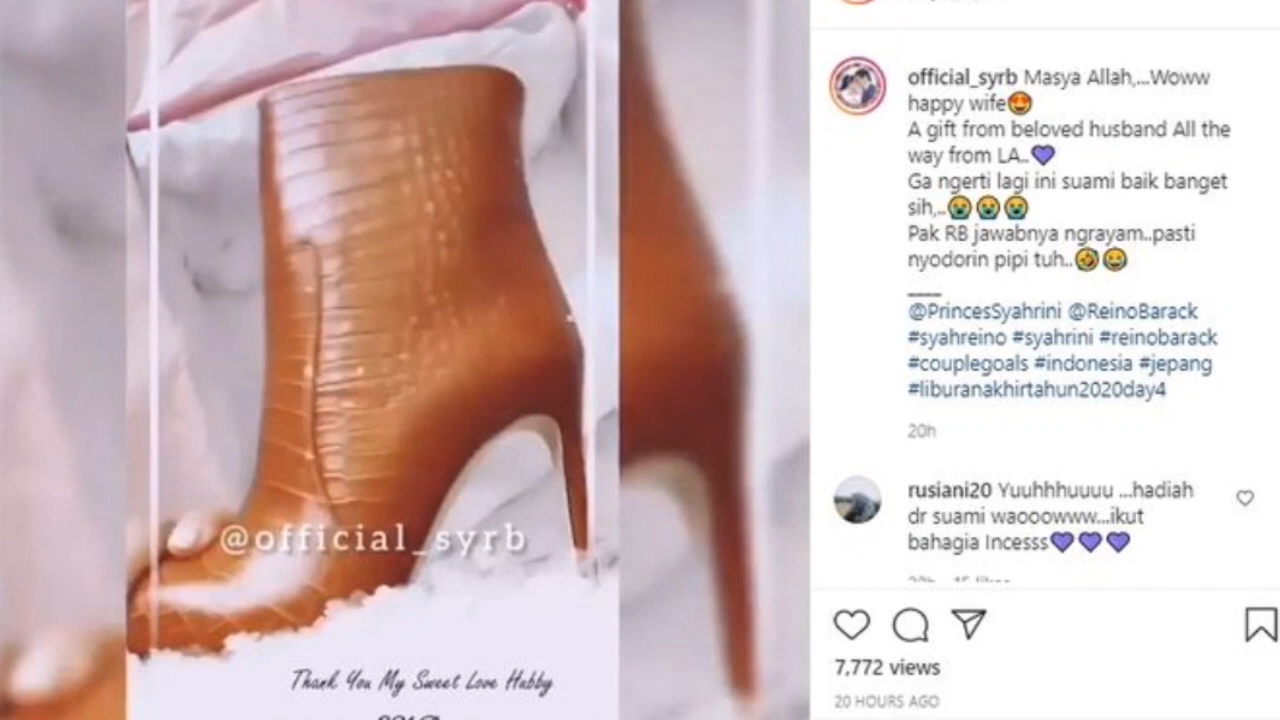 @official_syrb
Thank You My Sweet Love Hubby
official_syrb Masya Allah,...Woww
happy wife😍
A gift from beloved husband All the
way from LA..💜
Ga ngerti lagi ini suami baik banget
sih,..😭😭😭
Pak RB jawabnya ngrayam..pasti
nyodorin pipi tuh..🤣😂
___
@PrincesSyahrini @ReinoBarack
#syahreino #syahrini #reinobarack
#couplegoals #indonesia #jepang
#liburanakhirtahun2020day4
20h
rusiani20 Yuuhhhuuuu ...hadiah
dr suami waooowww...ikut
bahagia Incesss💜💜💜
7,772 views
20 HOURS AGO